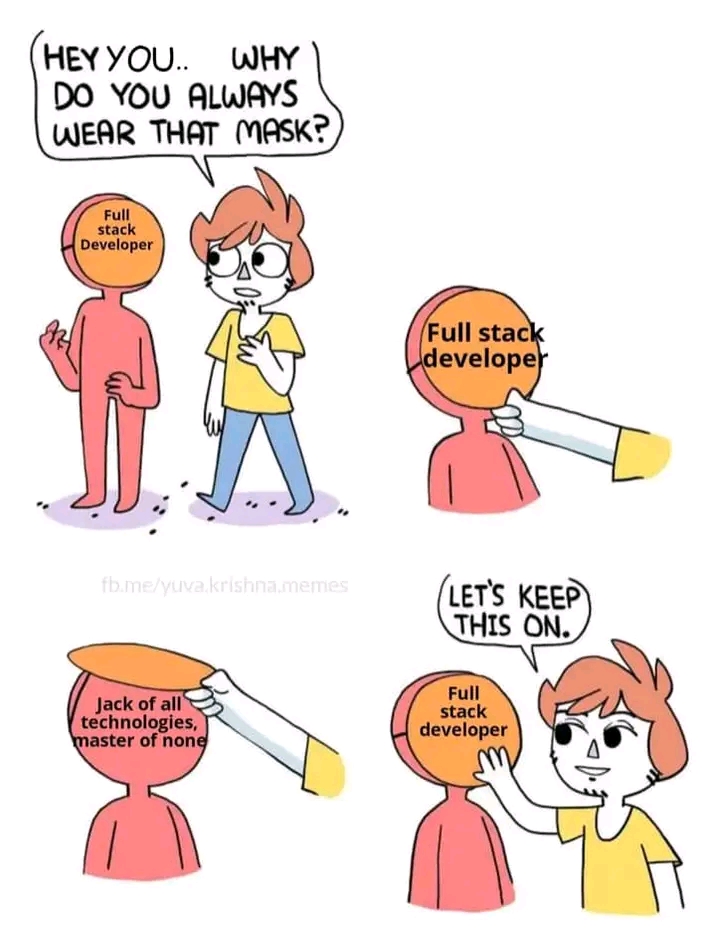 HEY YOU.. WHY
DO YOU ALWAYS
WEAR THAT MASK?
Full
stack
Developer
Full stack
developer
fb.me/yuva.krishna.memes
Jack of all
technologies,
master of none
LET'S KEEP
THIS ON.
Full
stack
developer